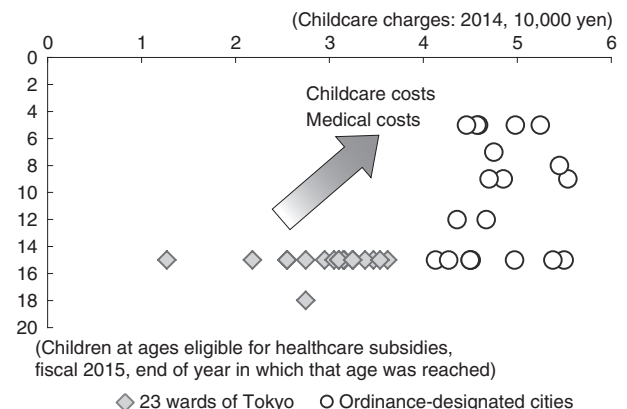 (Childcare charges: 2014, 10,000 yen)
0 1 2 3 4 5 6
0
2
4
6
8
10
12
14
16
18
20
Childcare costs
Medical costs
(Children at ages eligible for healthcare subsidies,
fiscal 2015, end of year in which that age was reached)
23 wards of Tokyo Ordinance-designated cities